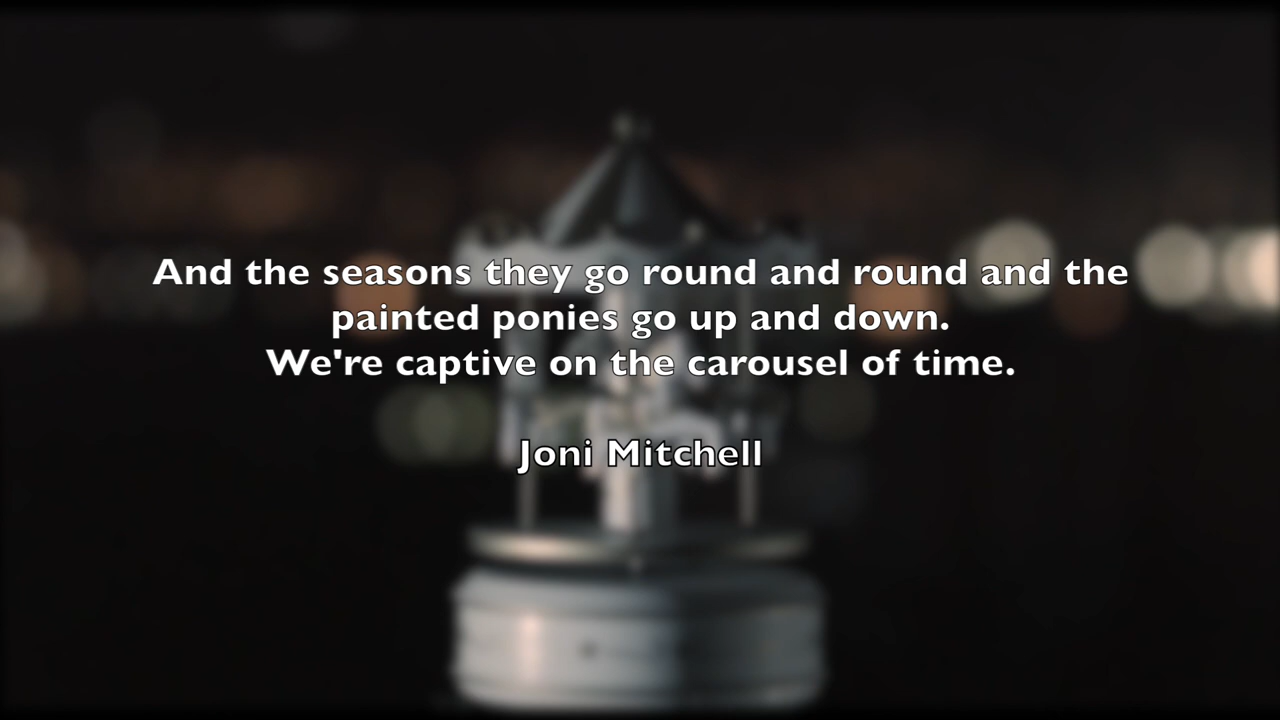 And the seasons they go round and round and the
painted ponies go up and down.
We're captive on the carousel of time.
Joni Mitchell